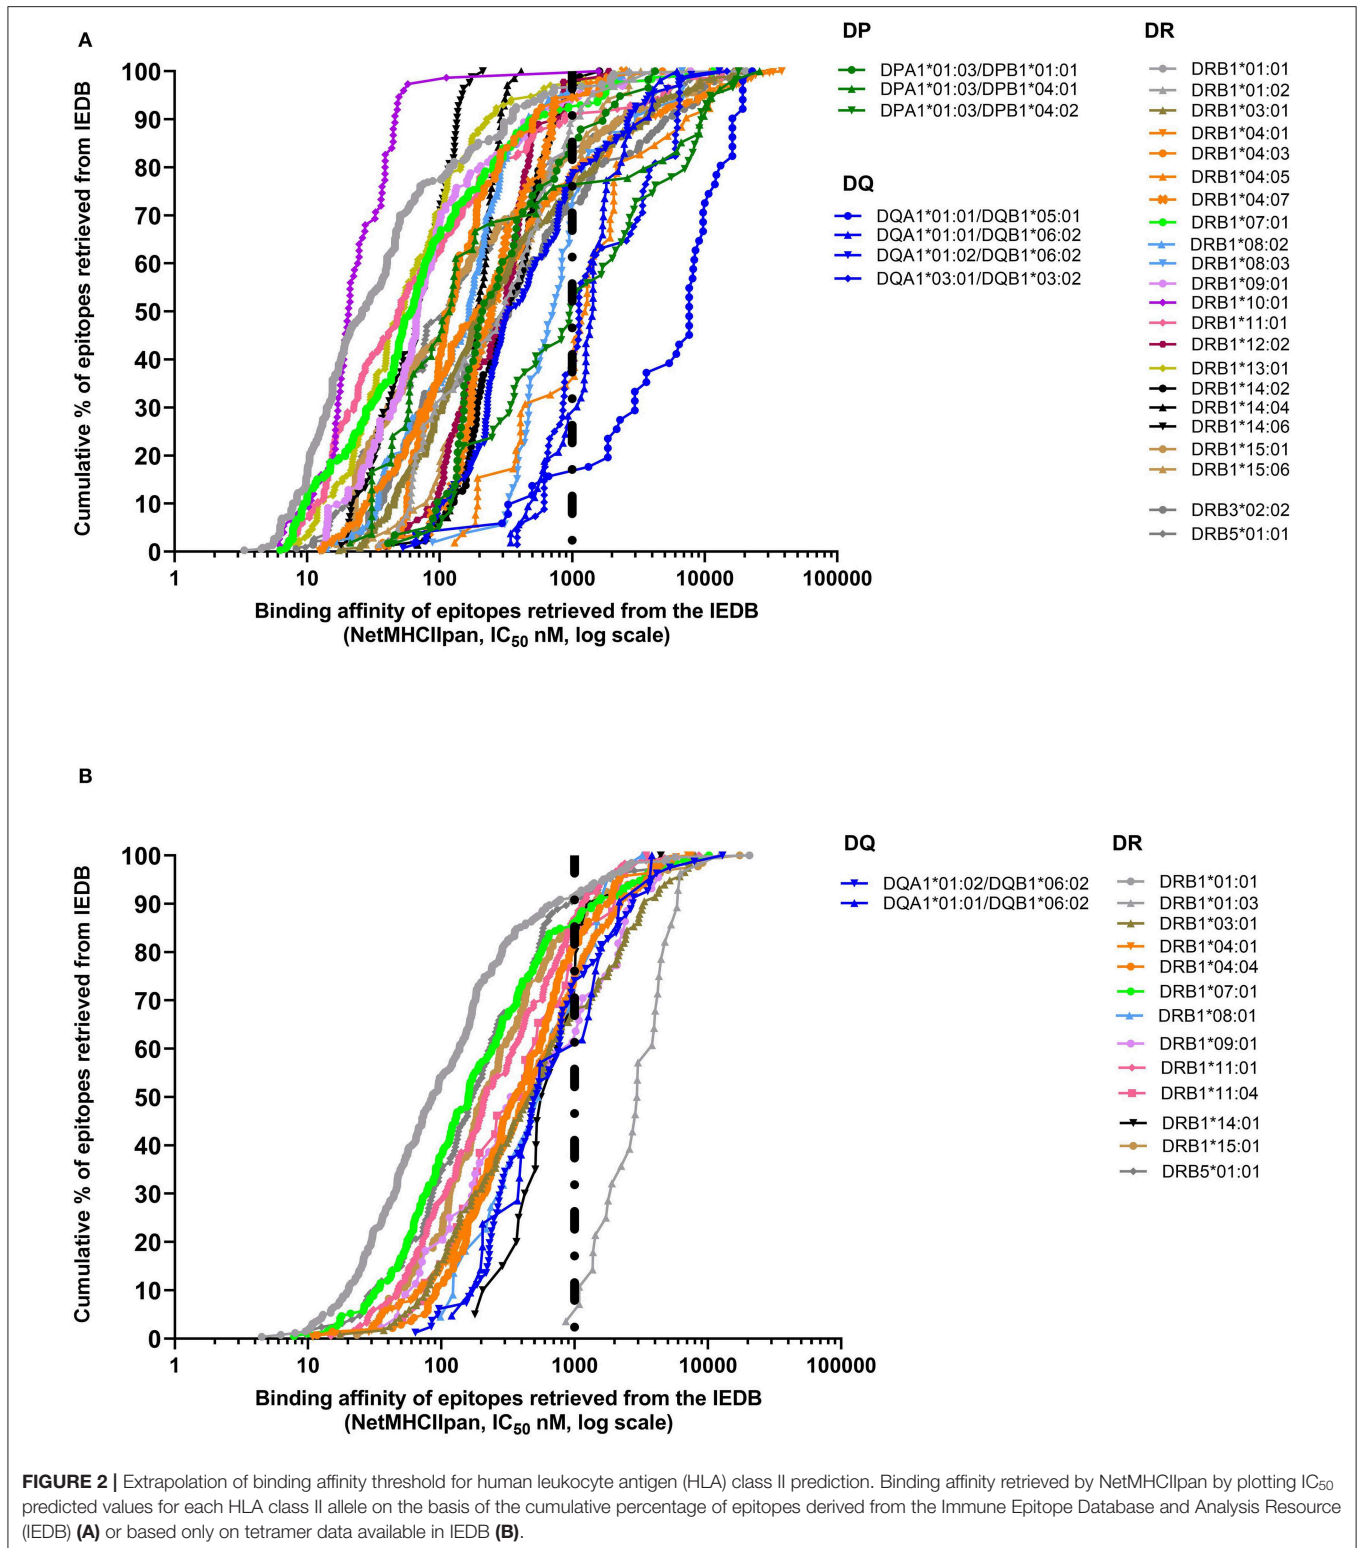 A
DP
DPA1*01:03/DPB1*01:01
DPA1*01:03/DPB1*04:01
DPA1*01:03/DPB1*04:02
DQ
DQA1*01:01/DQB1*05:01
DQA1*01:01/DQB1*06:02
DQA1*01:02/DQB1*06:02
DQA1*03:01/DQB1*03:02
DR
DRB1*01:01
DRB1*01:02
DRB1*03:01
DRB1*04:01
DRB1*04:03
DRB1*04:05
DRB1*04:07
DRB1*07:01
DRB1*08:02
DRB1*08:03
DRB1*09:01
DRB1*10:01
DRB1*11:01
DRB1*12:02
DRB1*13:01
DRB1*14:02
DRB1*14:04
DRB1*14:06
DRB1*15:01
DRB1*15:06
DRB3*02:02
DRB5*01:01
Cumulative % of epitopes retrieved from IEDB
100
90
80
70
60
50
40
30
20
10
0
1 10 100 1000 10000 100000
Binding affinity of epitopes retrieved from the IEDB
(NetMHCIIpan, IC50 nM, log scale)
B
DQ
DQA1*01:02/DQB1*06:02
DQA1*01:01/DQB1*06:02
DR
DRB1*01:01
DRB1*01:03
DRB1*03:01
DRB1*04:01
DRB1*04:04
DRB1*07:01
DRB1*08:01
DRB1*09:01
DRB1*11:01
DRB1*11:04
DRB1*14:01
DRB1*15:01
DRB5*01:01
Cumulative % of epitopes retrieved from IEDB
100
90
80
70
60
50
40
30
20
10
0
1 10 100 1000 10000 100000
Binding affinity of epitopes retrieved from the IEDB
(NetMHCIIpan, IC50 nM, log scale)
FIGURE 2 | Extrapolation of binding affinity threshold for human leukocyte antigen (HLA) class II prediction. Binding affinity retrieved by NetMHCIIpan by plotting IC50
predicted values for each HLA class II allele on the basis of the cumulative percentage of epitopes derived from the Immune Epitope Database and Analysis Resource
(IEDB) (A) or based only on tetramer data available in IEDB (B).